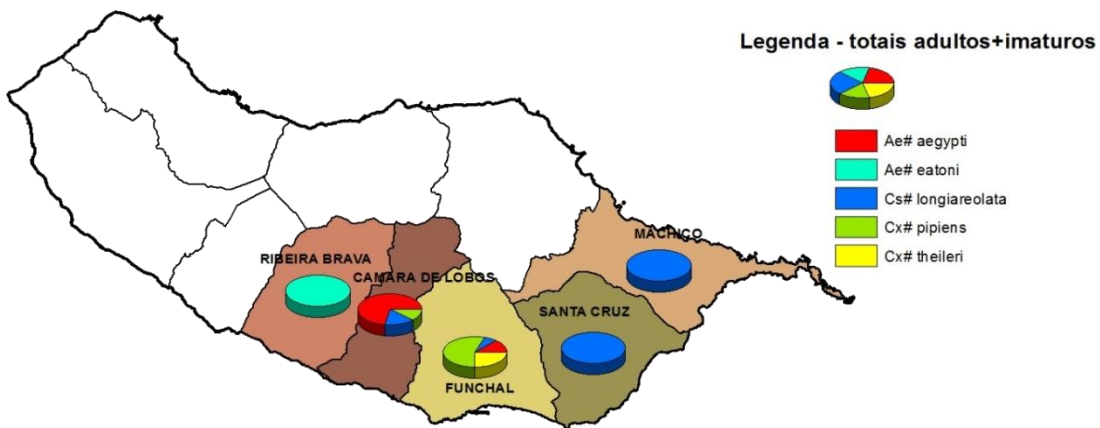 Legenda - totais adultos+imaturos
Ae# aegypti
Ae# eatoni
Cs# longiareolata
Cx# pipiens
Cx# theileri
MACHICO
RIBEIRA BRAVA
CAMARA DE LOBOS
SANTA CRUZ
FUNCHAL